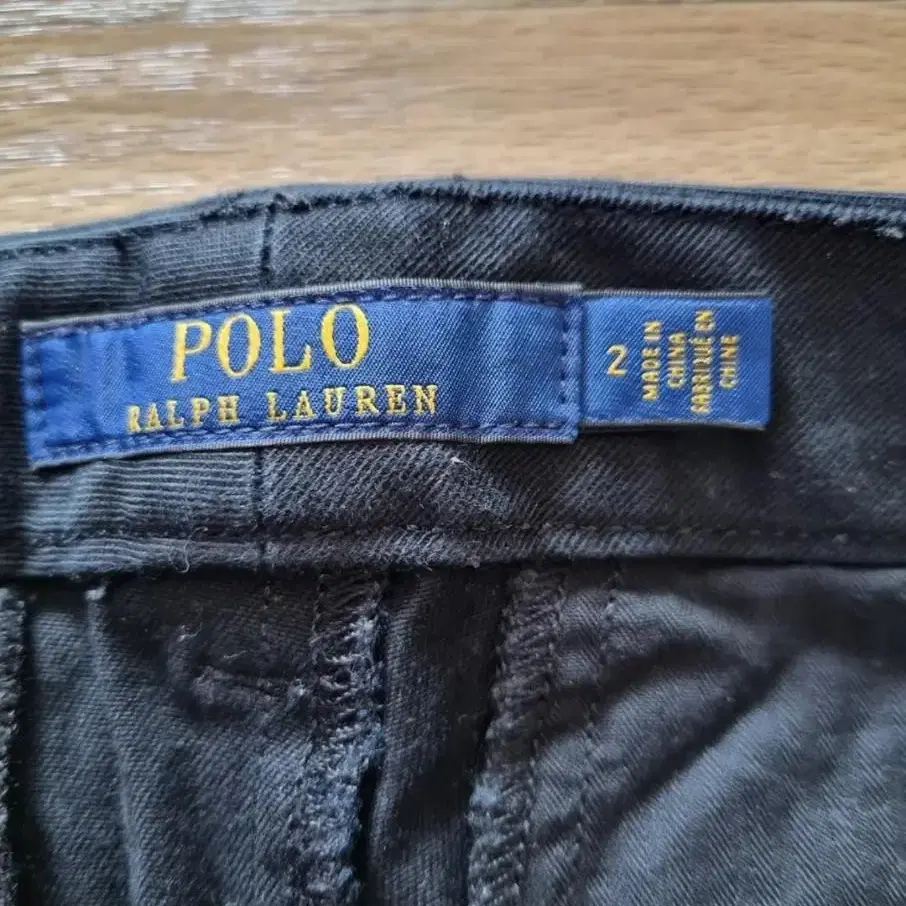 POLO
RALPH LAUREN
2
MADE IN
CHINA
FABRIQUÉ EN
CHINE